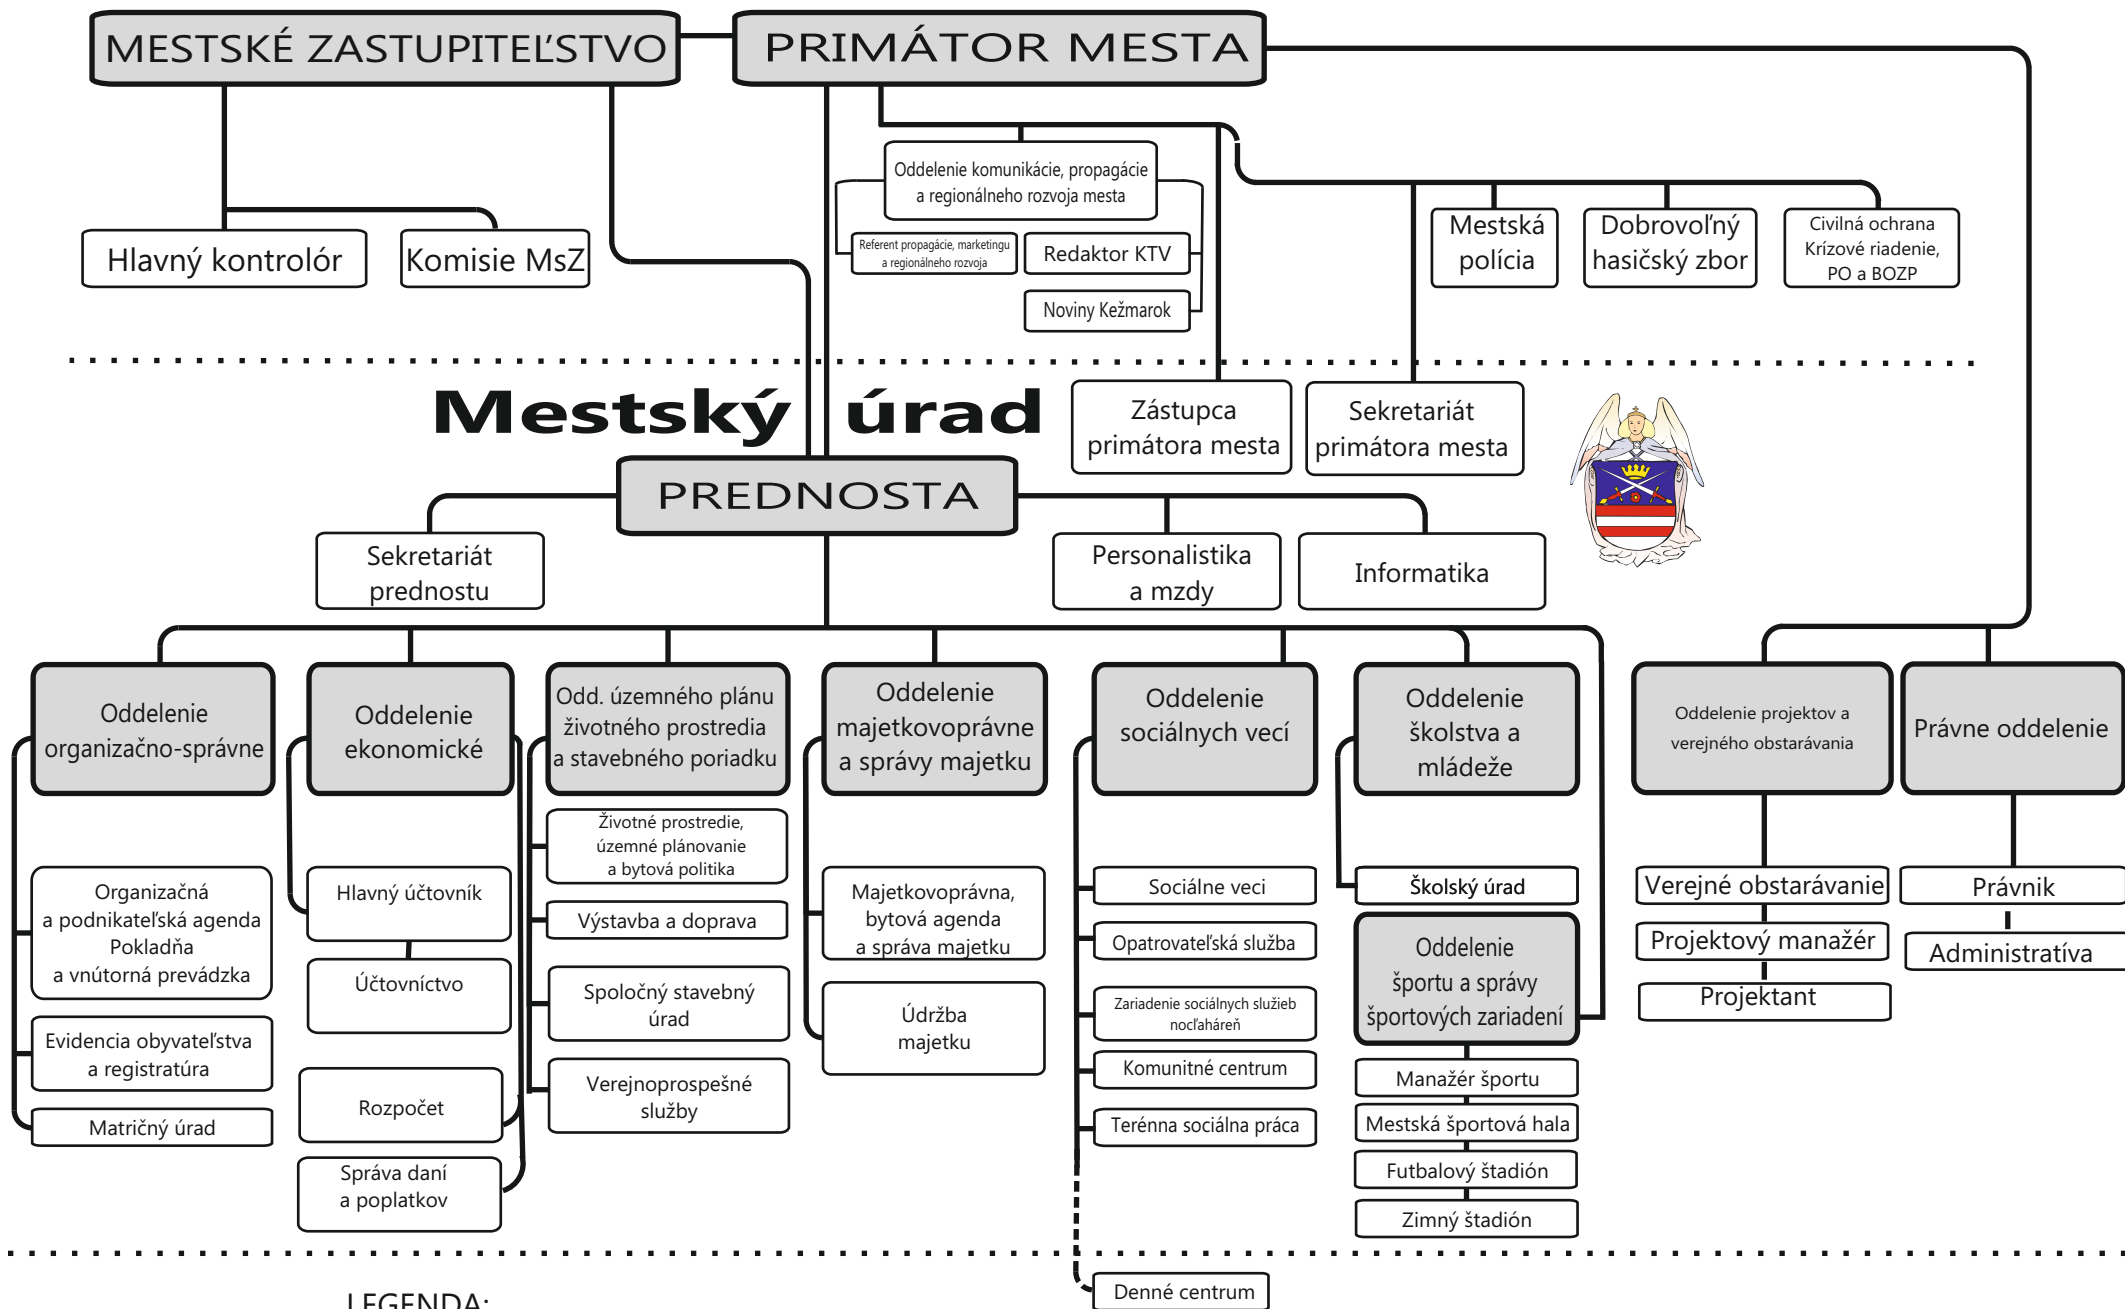 MESTSKÉ ZASTUPITEĽSTVO
PRIMÁTOR MESTA
Oddelenie komunikácie, propagácie
a regionálneho rozvoja mesta
Hlavný kontrolór
Komisie MsZ
Referent propagácie, marketingu
a regionálneho rozvoja
Redaktor KTV
Noviny Kežmarok
Mestská
polícia
Dobrovoľný
hasičský zbor
Civilná ochrana
Krízové riadenie,
PO a BOZP
Mestský úrad
Zástupca
primátora mesta
Sekretariát
primátora mesta
PREDNOSTA
Sekretariát
prednostu
Personalistika
a mzdy
Informatika
Oddelenie
organizačno-správne
Oddelenie
ekonomické
Odd. územného plánu
životného prostredia
a stavebného poriadku
Oddelenie
majetkovoprávne
a správy majetku
Oddelenie
sociálnych vecí
Oddelenie
školstva a
mládeže
Oddelenie projektov a
verejného obstarávania
Právne oddelenie
Organizačná
a podnikateľská agenda
Pokladňa
a vnútorná prevádzka
Evidencia obyvateľstva
a registratúra
Matričný úrad
Hlavný účtovník
Účtovníctvo
Rozpočet
Správa daní
a poplatkov
Životné prostredie,
územné plánovanie
a bytová politika
Výstavba a doprava
Spoločný stavebný
úrad
Verejnoprospešné
služby
Majetkovoprávna,
bytová agenda
a správa majetku
Údržba
majetku
Sociálne veci
Opatrovateľská služba
Zariadenie sociálnych služieb
nocľaháreň
Komunitné centrum
Terénna sociálna práca
Denné centrum
Školský úrad
Oddelenie
športu a správy
športových zariadení
Manažér športu
Mestská športová hala
Futbalový štadión
Zimný štadión
Verejné obstarávanie
Projektový manažér
Projektant
Právnik
Administratíva
LEGENDA: